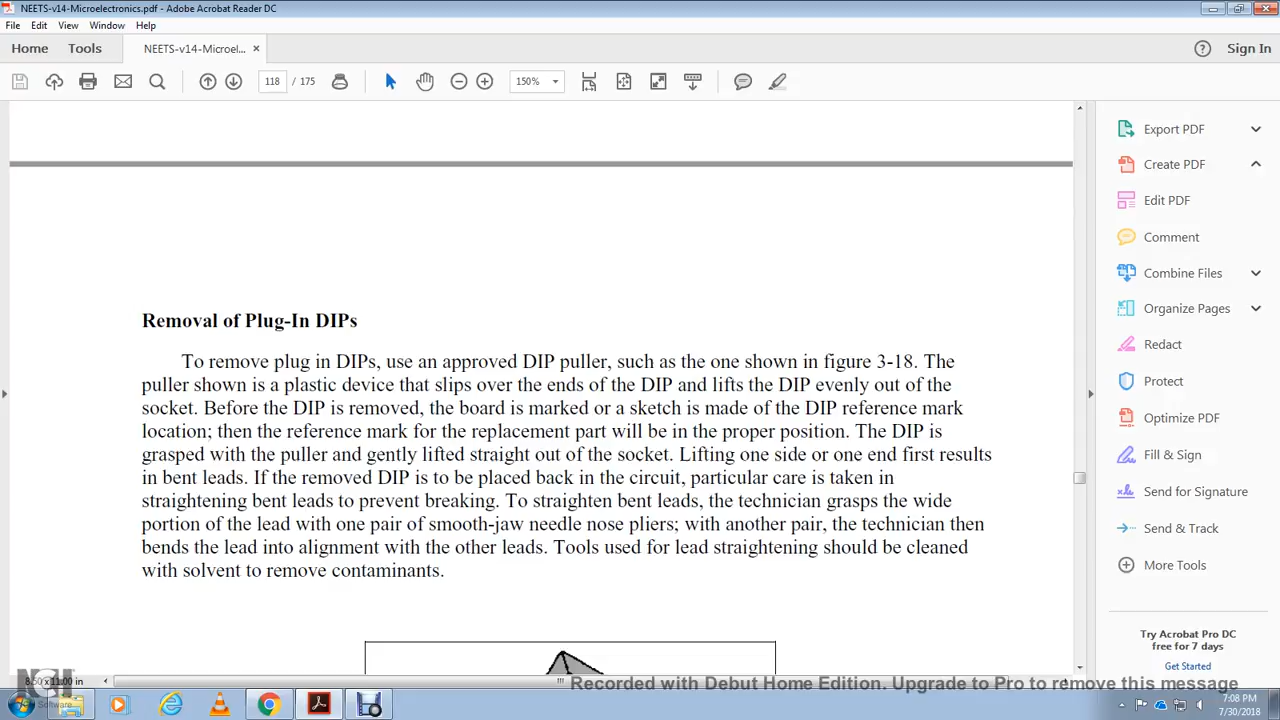 NEETS-v14-Microelectronics.pdf - Adobe Acrobat Reader DC
File Edit View Window Help
Home Tools NEETS-v14-Microel... × Sign In
118 / 175 150%
Export PDF
Create PDF
Edit PDF
Comment
Combine Files
Organize Pages
Redact
Protect
Optimize PDF
Fill & Sign
Send for Signature
Send & Track
More Tools
Try Acrobat Pro DC
free for 7 days
Get Started
Removal of Plug-In DIPs
To remove plug in DIPs, use an approved DIP puller, such as the one shown in figure 3-18. The
puller shown is a plastic device that slips over the ends of the DIP and lifts the DIP evenly out of the
socket. Before the DIP is removed, the board is marked or a sketch is made of the DIP reference mark
location; then the reference mark for the replacement part will be in the proper position. The DIP is
grasped with the puller and gently lifted straight out of the socket. Lifting one side or one end first results
in bent leads. If the removed DIP is to be placed back in the circuit, particular care is taken in
straightening bent leads to prevent breaking. To straighten bent leads, the technician grasps the wide
portion of the lead with one pair of smooth-jaw needle nose pliers; with another pair, the technician then
bends the lead into alignment with the other leads. Tools used for lead straightening should be cleaned
with solvent to remove contaminants.
8.50 x 11.00 in
Recorded with Debut Home Edition. Upgrade to Pro to remove this message
NCH Software
7:08 PM
7/30/2018